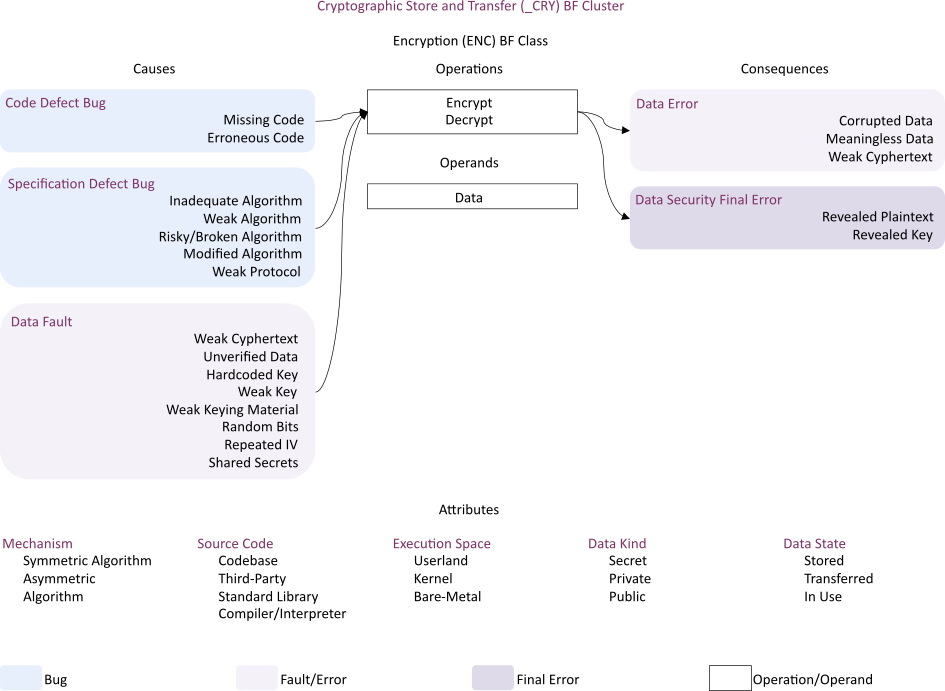 Cryptographic Store and Transfer (_CRY) BF Cluster
Encryption (ENC) BF Class
Causes
Operations
Consequences
Code Defect Bug
Missing Code
Erroneous Code
Specification Defect Bug
Inadequate Algorithm
Weak Algorithm
Risky/Broken Algorithm
Modified Algorithm
Weak Protocol
Data Fault
Weak Cyphertext
Unverified Data
Hardcoded Key
Weak Key
Weak Keying Material
Random Bits
Repeated IV
Shared Secrets
Encrypt
Decrypt
Operands
Data
Data Error
Corrupted Data
Meaningless Data
Weak Cyphertext
Data Security Final Error
Revealed Plaintext
Revealed Key
Attributes
Mechanism
Symmetric Algorithm
Asymmetric
Algorithm
Source Code
Codebase
Third-Party
Standard Library
Compiler/Interpreter
Execution Space
Userland
Kernel
Bare-Metal
Data Kind
Secret
Private
Public
Data State
Stored
Transferred
In Use
Bug
Fault/Error
Final Error
Operation/Operand